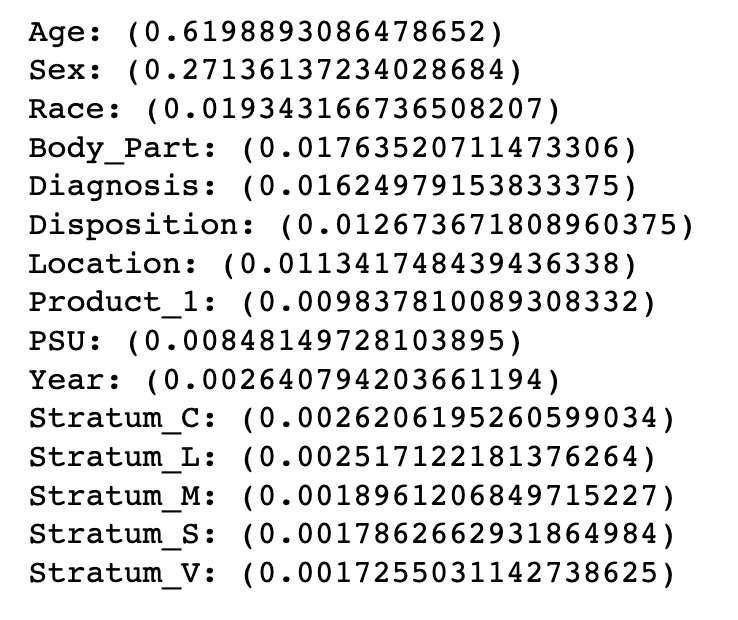 Age: (0.6198893086478652)
Sex: (0.27136137234028684)
Race: (0.019343166736508207)
Body_Part: (0.01763520711473306)
Diagnosis: (0.01624979153833375)
Disposition: (0.012673671808960375)
Location: (0.011341748439436338)
Product_1: (0.009837810089308332)
PSU: (0.00848149728103895)
Year: (0.002640794203661194)
Stratum_C: (0.0026206195260599034)
Stratum_L: (0.002517122181376264)
Stratum_M: (0.0018961206849715227)
Stratum_S: (0.0017862662931864984)
Stratum_V: (0.0017255031142738625)